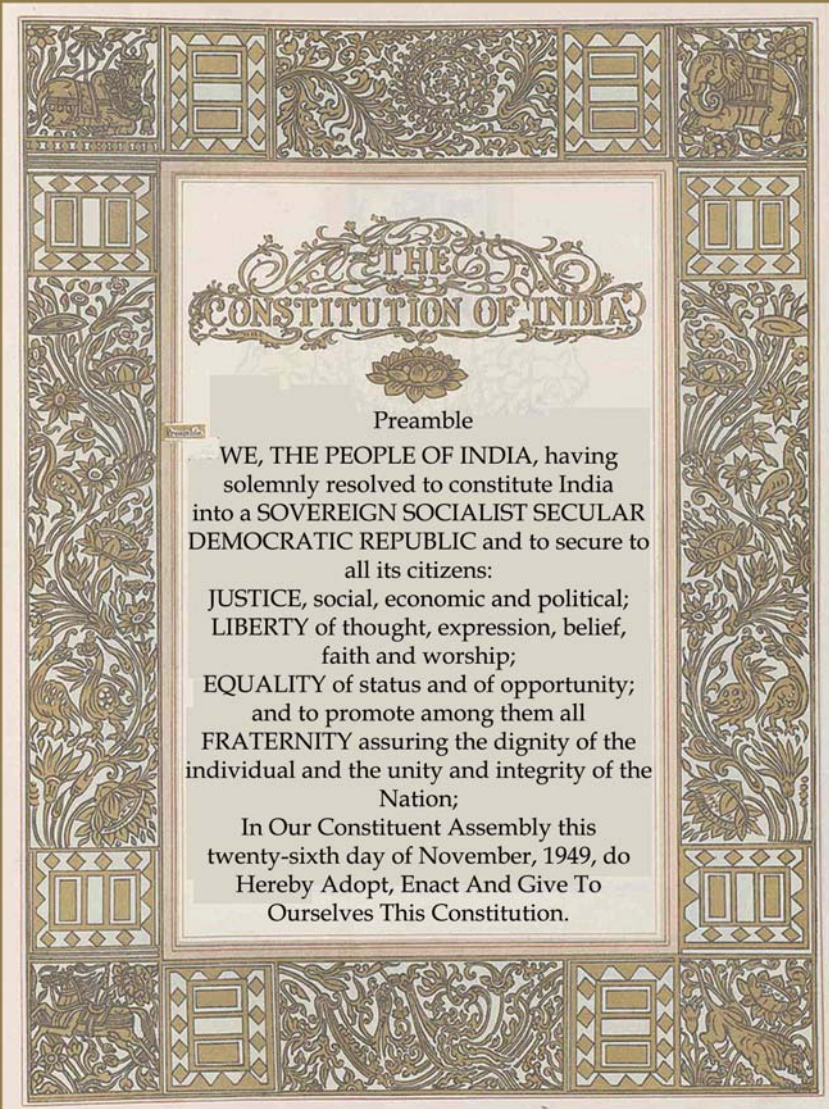 THE
CONSTITUTION OF INDIA
Preamble
WE, THE PEOPLE OF INDIA, having
solemnly resolved to constitute India
into a SOVEREIGN SOCIALIST SECULAR
DEMOCRATIC REPUBLIC and to secure to
all its citizens:
JUSTICE, social, economic and political;
LIBERTY of thought, expression, belief,
faith and worship;
EQUALITY of status and of opportunity;
and to promote among them all
FRATERNITY assuring the dignity of the
individual and the unity and integrity of the
Nation;
In Our Constituent Assembly this
twenty-sixth day of November, 1949, do
Hereby Adopt, Enact And Give To
Ourselves This Constitution.